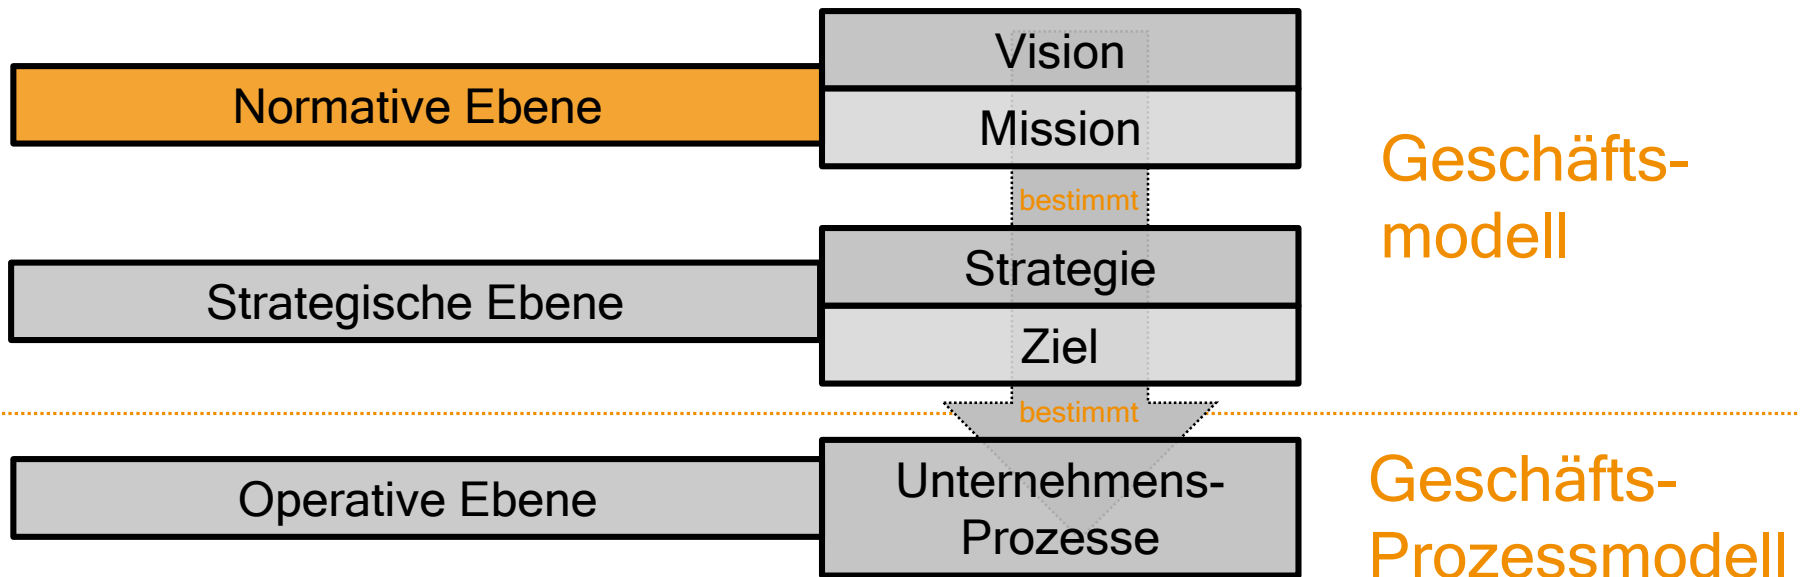 Vision
Normative Ebene
Mission
Geschäfts-
modell
bestimmt
Strategie
Strategische Ebene
Ziel
bestimmt
Operative Ebene
Unternehmens-
Prozesse
Geschäfts-
Prozessmodell